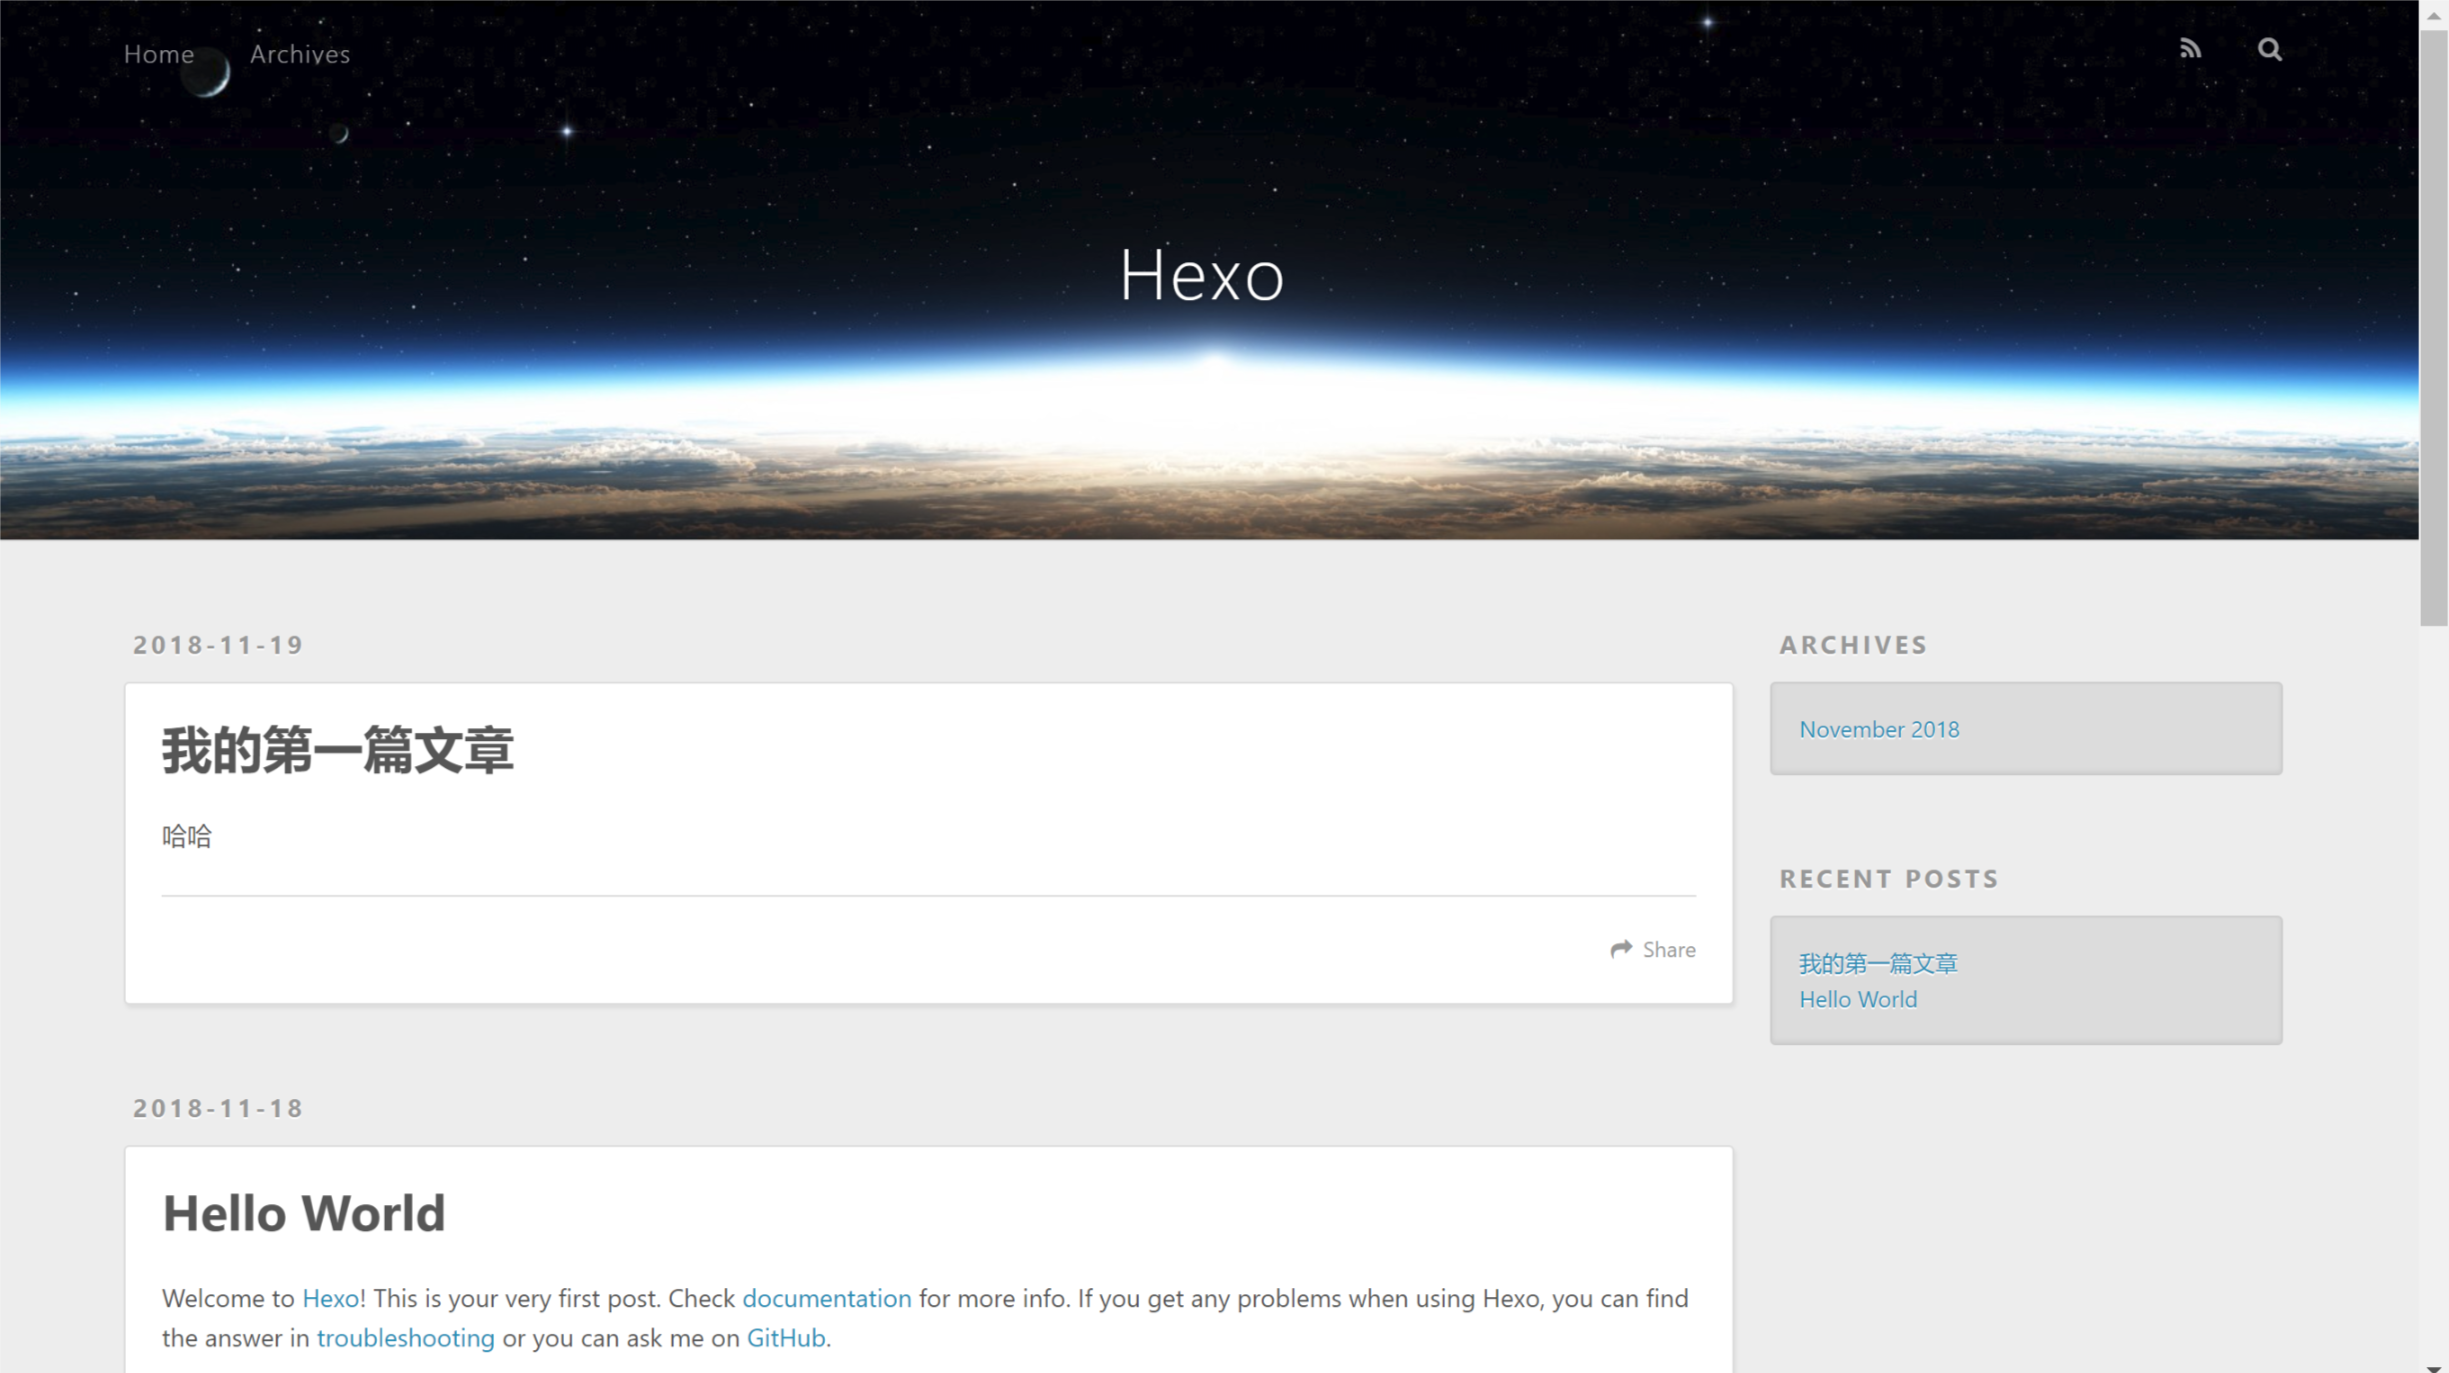 Home Archives
Hexo
2018-11-19
我的第一篇文章
哈哈
Share
2018-11-18
Hello World
Welcome to Hexo! This is your very first post. Check documentation for more info. If you get any problems when using Hexo, you can find
the answer in troubleshooting or you can ask me on GitHub.
ARCHIVES
November 2018
RECENT POSTS
我的第一篇文章
Hello World